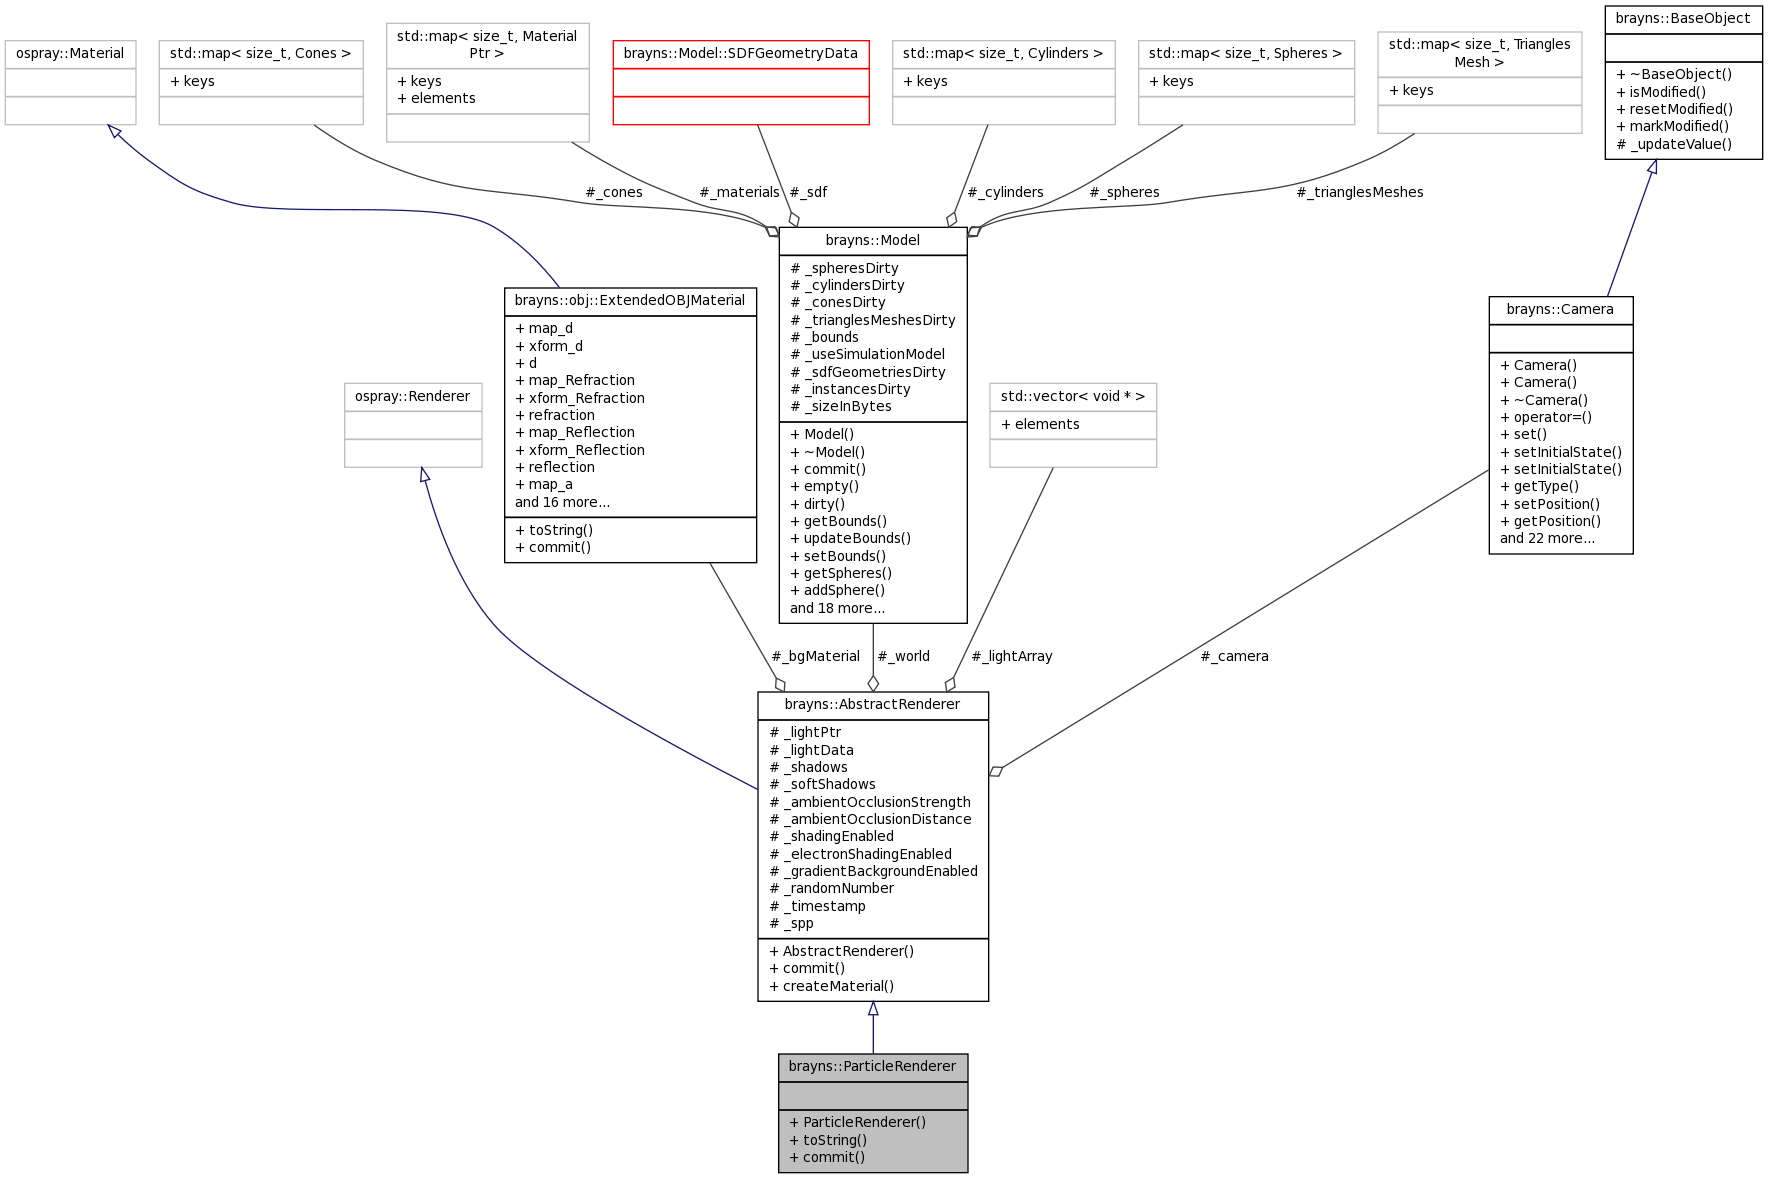 ospray::Material
std::map< size_t, Cones >
+ keys
std::map< size_t, Material
Ptr >
+ keys
+ elements
brayns::Model::SDFGeometryData
std::map< size_t, Cylinders >
+ keys
std::map< size_t, Spheres >
+ keys
std::map< size_t, Triangles
Mesh >
+ keys
brayns::BaseObject
+ ~BaseObject()
+ isModified()
+ resetModified()
+ markModified()
# _updateValue()
#_cones
#_materials
#_sdf
#_cylinders
#_spheres
#_trianglesMeshes
ospray::Renderer
brayns::obj::ExtendedOBJMaterial
+ map_d
+ xform_d
+ d
+ map_Refraction
+ xform_Refraction
+ refraction
+ map_Reflection
+ xform_Reflection
+ reflection
+ map_a
and 16 more...
+ toString()
+ commit()
brayns::Model
# _spheresDirty
# _cylindersDirty
# _conesDirty
# _trianglesMeshesDirty
# _bounds
# _useSimulationModel
# _sdfGeometriesDirty
# _instancesDirty
# _sizeInBytes
+ Model()
+ ~Model()
+ commit()
+ empty()
+ dirty()
+ getBounds()
+ updateBounds()
+ setBounds()
+ getSpheres()
+ addSphere()
and 18 more...
std::vector< void * >
+ elements
brayns::Camera
+ Camera()
+ Camera()
+ ~Camera()
+ operator=()
+ set()
+ setInitialState()
+ setInitialState()
+ getType()
+ setPosition()
+ getPosition()
and 22 more...
#_bgMaterial
#_world
#_lightArray
#_camera
brayns::AbstractRenderer
# _lightPtr
# _lightData
# _shadows
# _softShadows
# _ambientOcclusionStrength
# _ambientOcclusionDistance
# _shadingEnabled
# _electronShadingEnabled
# _gradientBackgroundEnabled
# _randomNumber
# _timestamp
# _spp
+ AbstractRenderer()
+ commit()
+ createMaterial()
brayns::ParticleRenderer
+ ParticleRenderer()
+ toString()
+ commit()